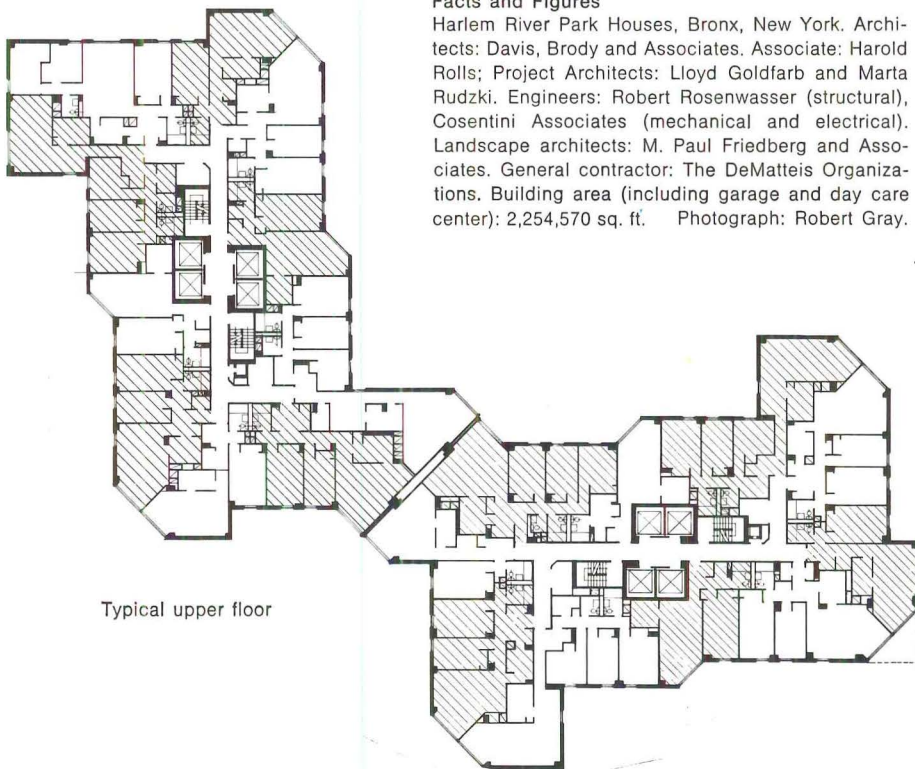 Facts and Figures
Harlem River Park Houses, Bronx, New York. Archi-
tects: Davis, Brody and Associates. Associate: Harold
Rolls; Project Architects: Lloyd Goldfarb and Marta
Rudzki. Engineers: Robert Rosenwasser (structural),
Cosentini Associates (mechanical and electrical).
Landscape architects: M. Paul Friedberg and Asso-
ciates. General contractor: The DeMatteis Organiza-
tions. Building area (including garage and day care
center): 2,254,570 sq. ft. Photograph: Robert Gray.
Typical upper floor